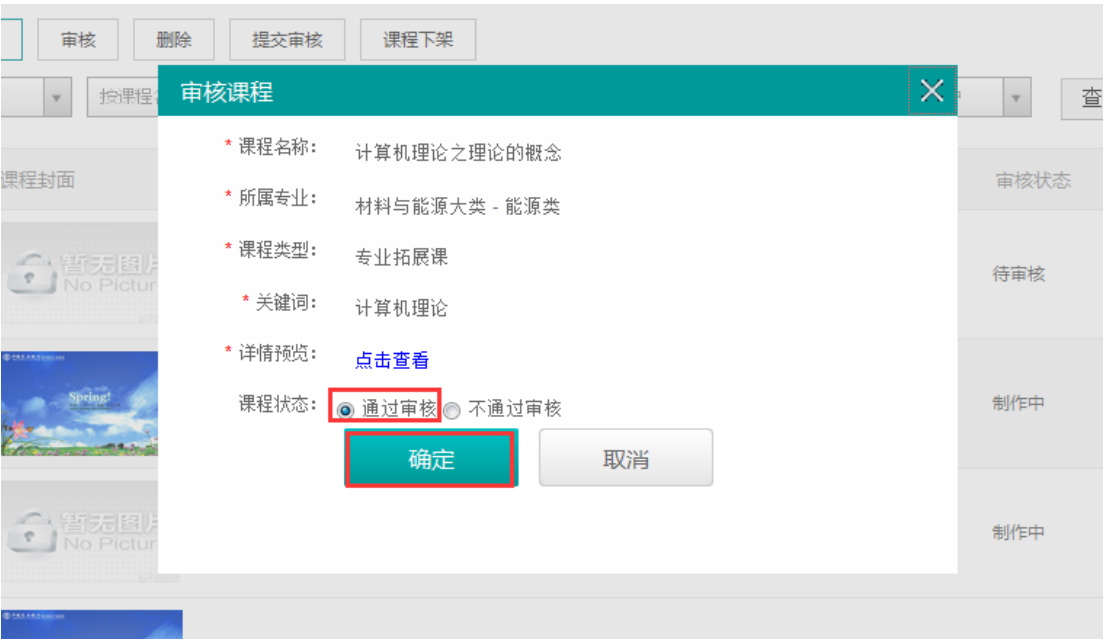 审核 删除 提交审核 课程下架
按课程
查
审核课程
课程封面
审核状态
* 课程名称： 计算机理论之理论的概念
* 所属专业： 材料与能源大类 - 能源类
* 课程类型： 专业拓展课
暂无图片
No Pictur
待审核
* 关键词： 计算机理论
* 详情预览： 点击查看
Spring!
课程状态： 通过审核 不通过审核
制作中
确定 取消
暂无图片
No Pictur
制作中